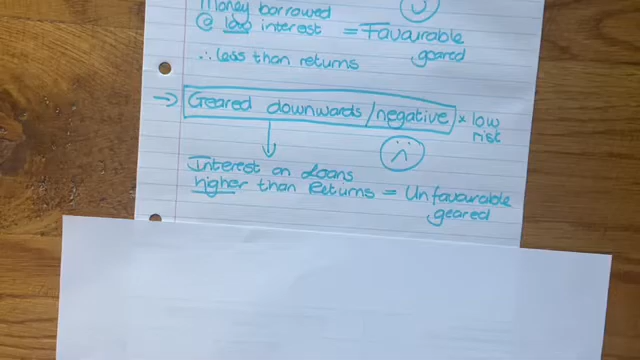 Money borrowed
@ low interest = Favourable
geared
∴ less than returns
→ Geared downwards/negative * low
risk
Interest on Loans
higher than Returns = Unfavourable
geared